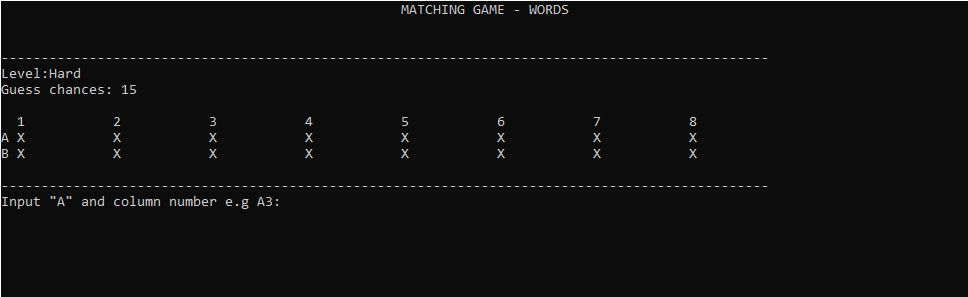 MATCHING GAME - WORDS
------------------------------------------------------------------------------------------------
Level:Hard
Guess chances: 15
1 2 3 4 5 6 7 8
A X X X X X X X X
B X X X X X X X X
------------------------------------------------------------------------------------------------
Input "A" and column number e.g A3: